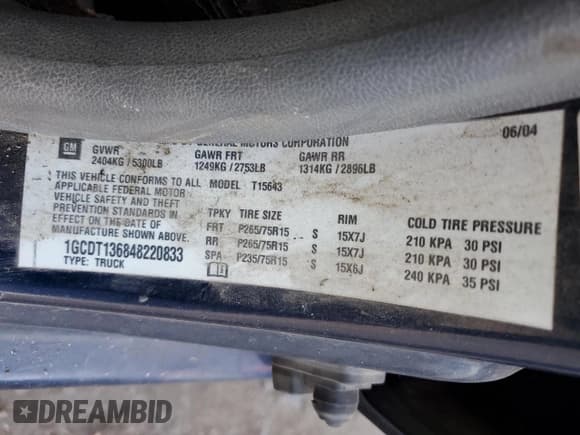 GM GENERAL MOTORS CORPORATION 06/04
GVWR GAWR FRT GAWR RR
2404KG / 5300LB 1249KG / 2753LB 1314KG / 2896LB
THIS VEHICLE CONFORMS TO ALL MODEL T15643
APPLICABLE FEDERAL MOTOR
VEHICLE SAFETY AND THEFT
PREVENTION STANDARDS IN
EFFECT ON THE DATE OF
MANUFACTURE SHOWN ABOVE.
1GCDT136848220833
TYPE: TRUCK
TPKY TIRE SIZE RIM COLD TIRE PRESSURE
FRT P265/75R15 S 15X7J 210 KPA 30 PSI
RR P265/75R15 S 15X7J 210 KPA 30 PSI
SPA P235/75R15 S 15X6J 240 KPA 35 PSI
DREAMBID